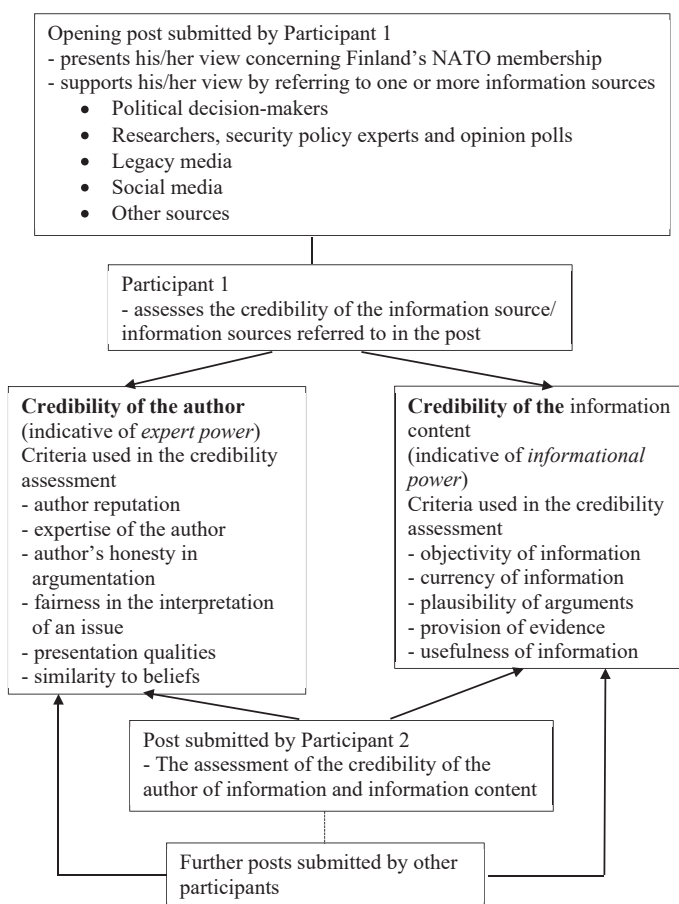 Opening post submitted by Participant 1
- presents his/her view concerning Finland’s NATO membership
- supports his/her view by referring to one or more information sources
• Political decision-makers
• Researchers, security policy experts and opinion polls
• Legacy media
• Social media
• Other sources
Participant 1
- assesses the credibility of the information source/
information sources referred to in the post
Credibility of the author
(indicative of expert power)
Criteria used in the credibility
assessment
- author reputation
- expertise of the author
- author’s honesty in
argumentation
- fairness in the interpretation
of an issue
- presentation qualities
- similarity to beliefs
Credibility of the information
content
(indicative of informational
power)
Criteria used in the credibility
assessment
- objectivity of information
- currency of information
- plausibility of arguments
- provision of evidence
- usefulness of information
Post submitted by Participant 2
- The assessment of the credibility of the
author of information and information content
Further posts submitted by other
participants